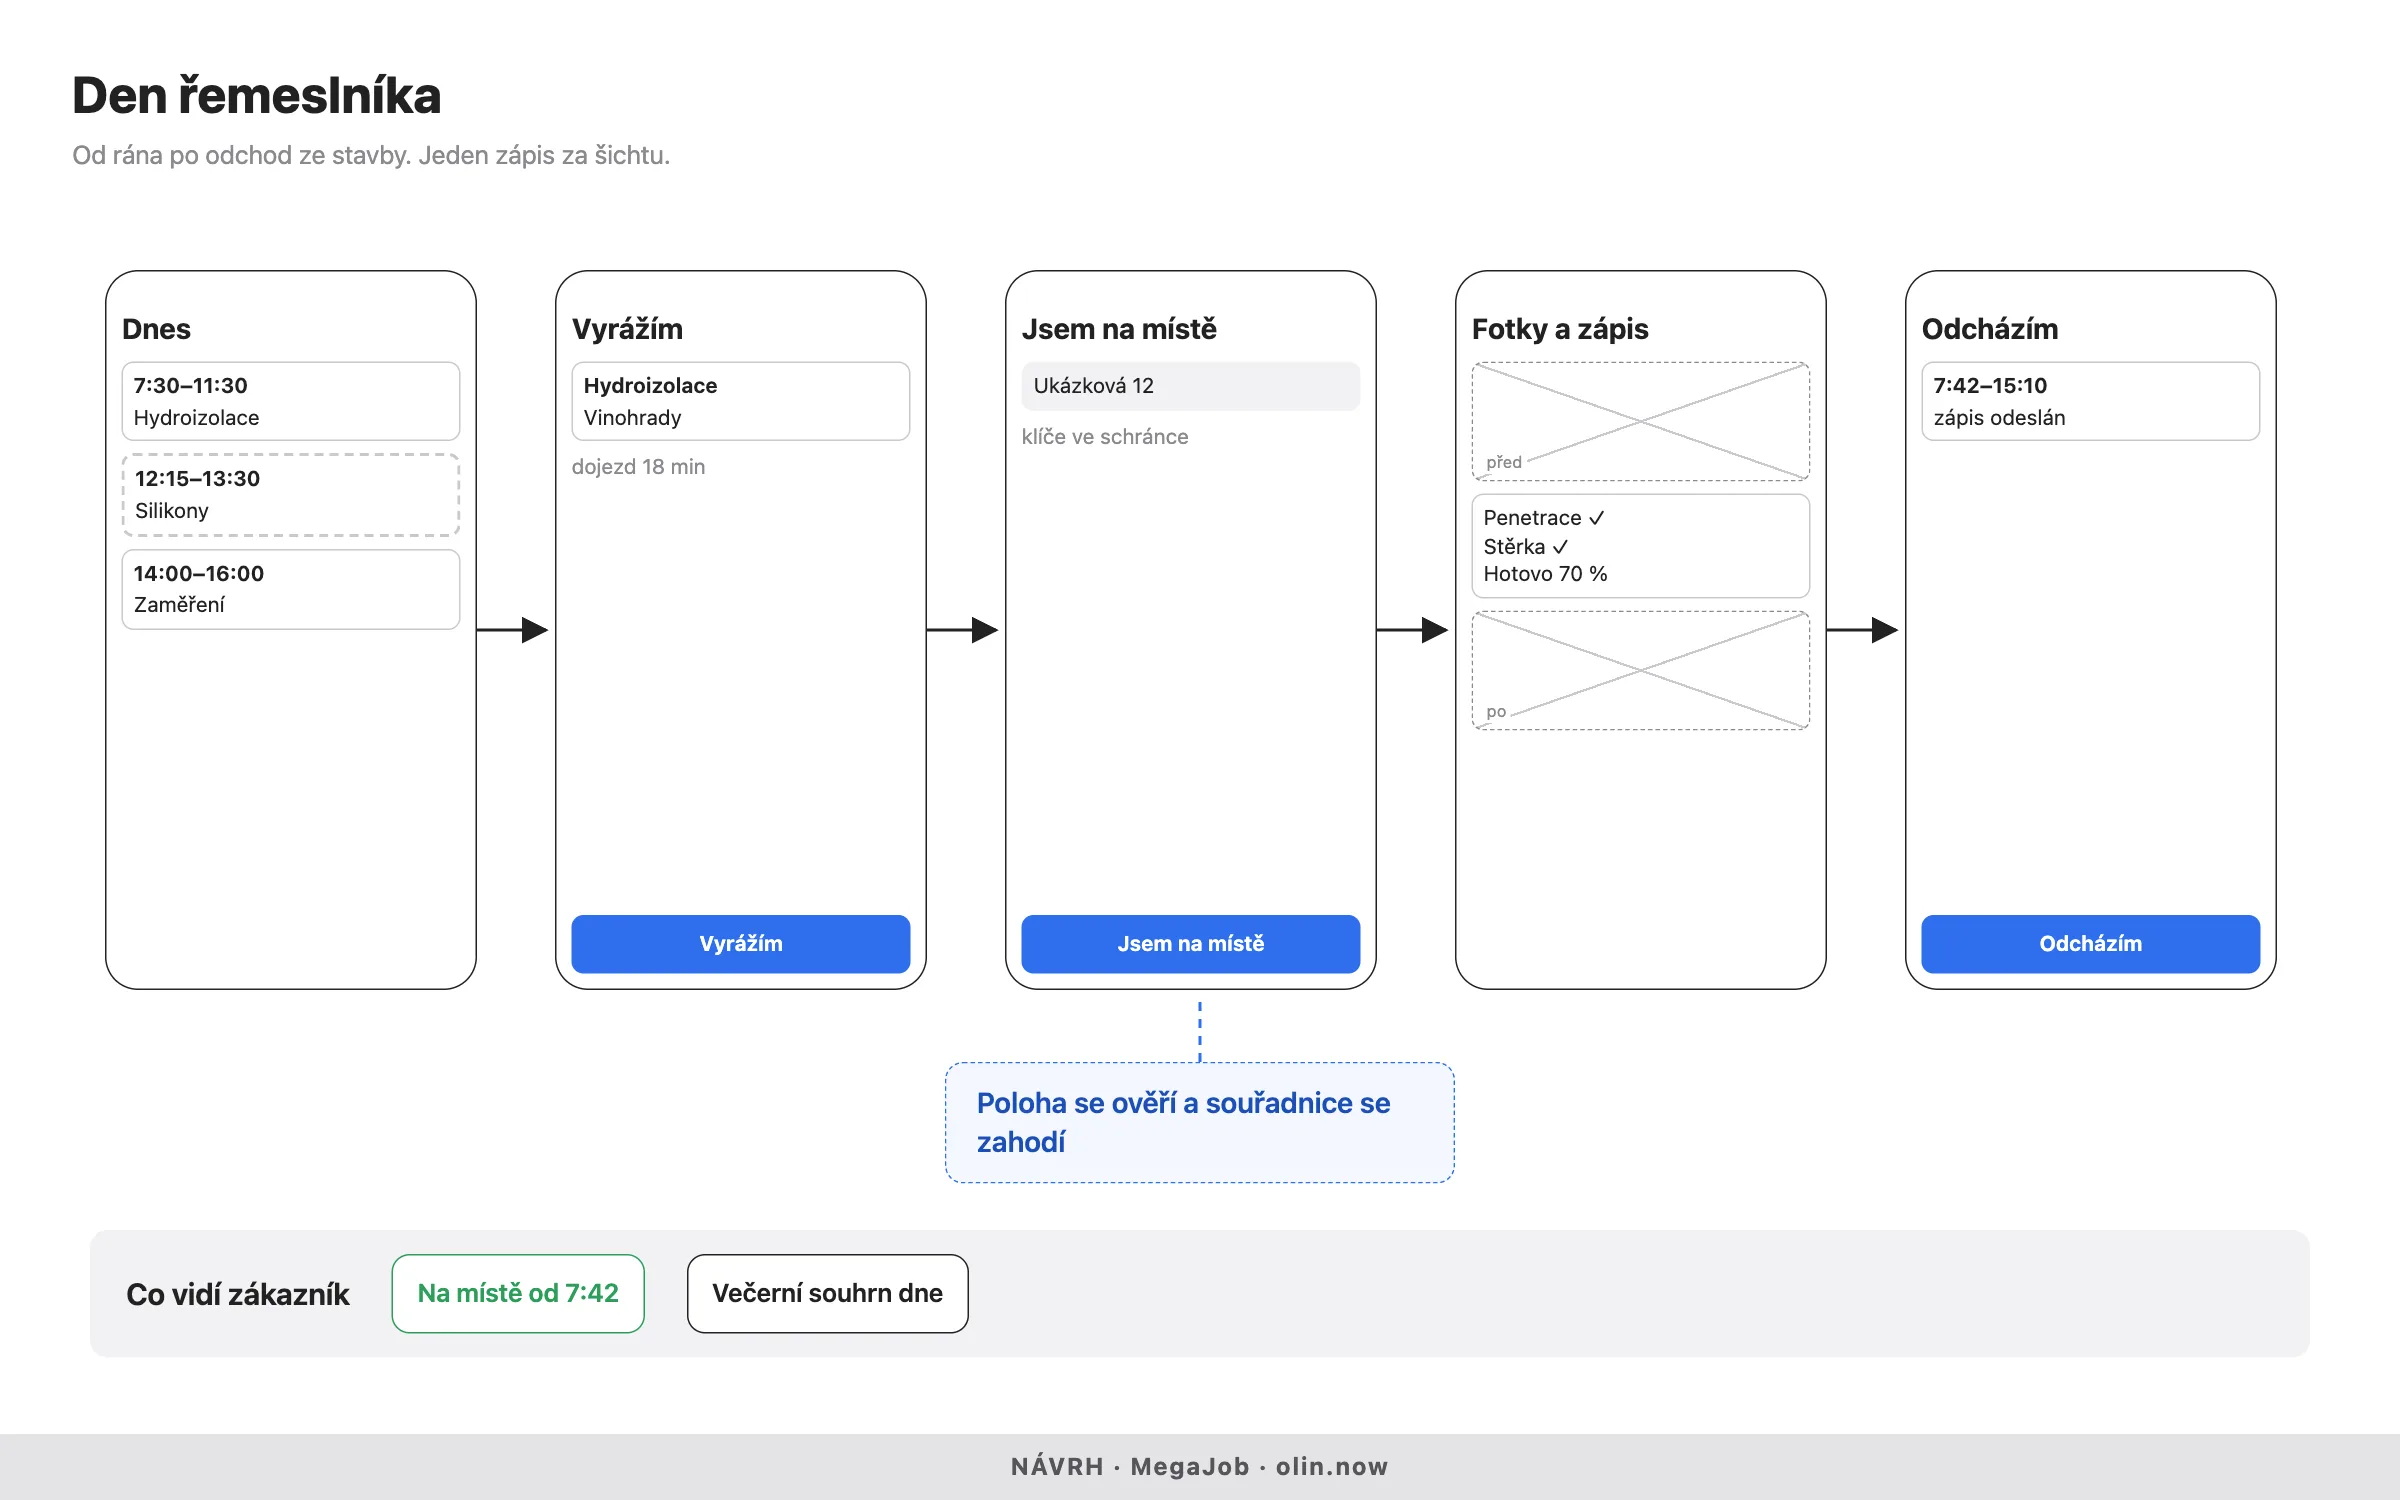 Den řemeslníka
Od rána po odchod ze stavby. Jeden zápis za šichtu.
Dnes
7:30–11:30
Hydroizolace
12:15–13:30
Silikony
14:00–16:00
Zaměření
Vyrážím
Hydroizolace
Vinohrady
dojezd 18 min
Vyrážím
Jsem na místě
Ukázková 12
klíče ve schránce
Jsem na místě
Fotky a zápis
před
Penetrace ✓
Stěrka ✓
Hotovo 70 %
po
Odcházím
7:42–15:10
zápis odeslán
Odcházím
Poloha se ověří a souřadnice se
zahodí
Co vidí zákazník
Na místě od 7:42
Večerní souhrn dne
NÁVRH · MegaJob · olin.now